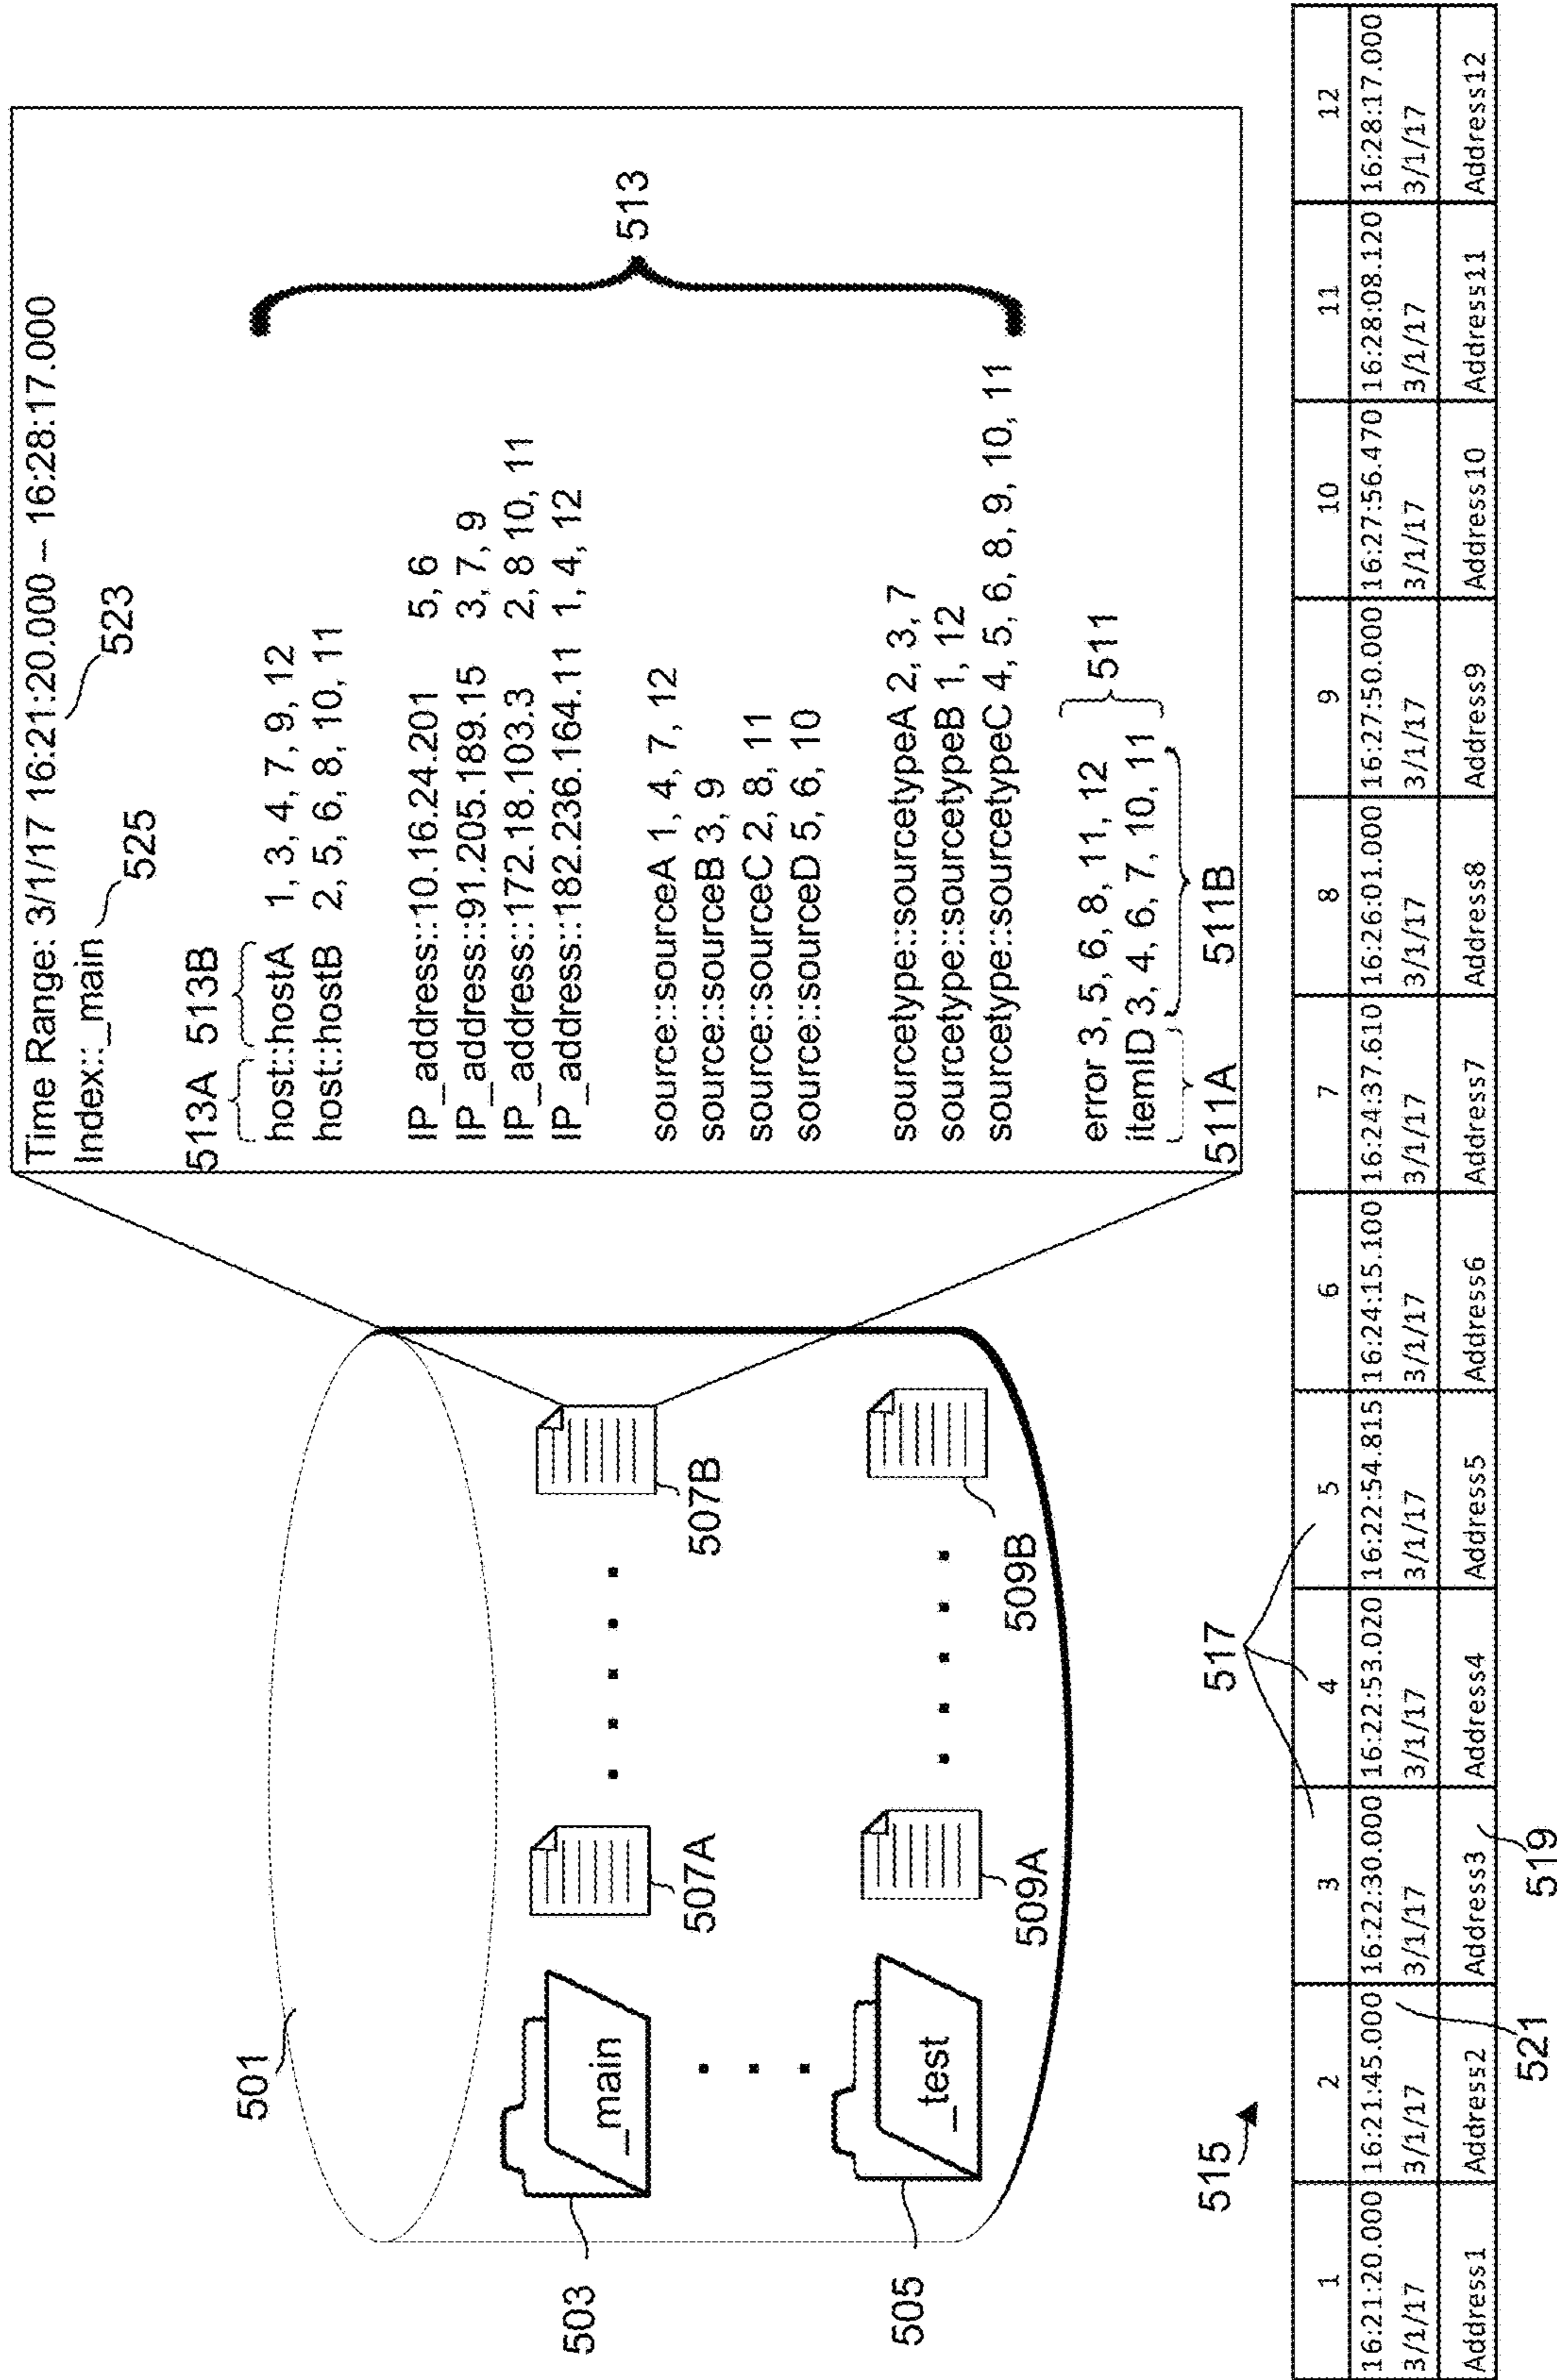 501
503
_main
507A
507B
505
_test
509A
509B
Time Range: 3/1/17 16:21:20.000 – 16:28:17.000
Index::_main
523
525
513A 513B
host::hostA 1, 3, 4, 7, 9, 12
host::hostB 2, 5, 6, 8, 10, 11
IP_address::10.16.24.201 5, 6
IP_address::91.205.189.15 3, 7, 9
IP_address::172.18.103.3 2, 8 10, 11
IP_address::182.236.164.11 1, 4, 12
513
source::sourceA 1, 4, 7, 12
source::sourceB 3, 9
source::sourceC 2, 8, 11
source::sourceD 5, 6, 10
sourcetype::sourcetypeA 2, 3, 7
sourcetype::sourcetypeB 1, 12
sourcetype::sourcetypeC 4, 5, 6, 8, 9, 10, 11
error 3, 5, 6, 8, 11, 12
itemID 3, 4, 6, 7, 10, 11
511
511A 511B
515
517
1 2 3 4 5 6 7 8 9 10 11 12
16:21:20.000 16:21:45.000 16:22:30.000 16:22:53.020 16:22:54.815 16:24:15.100 16:24:37.610 16:26:01.000 16:27:50.000 16:27:56.470 16:28:08.120 16:28:17.000
3/1/17 3/1/17 3/1/17 3/1/17 3/1/17 3/1/17 3/1/17 3/1/17 3/1/17 3/1/17 3/1/17 3/1/17
Address1 Address2 Address3 Address4 Address5 Address6 Address7 Address8 Address9 Address10 Address11 Address12
521 519